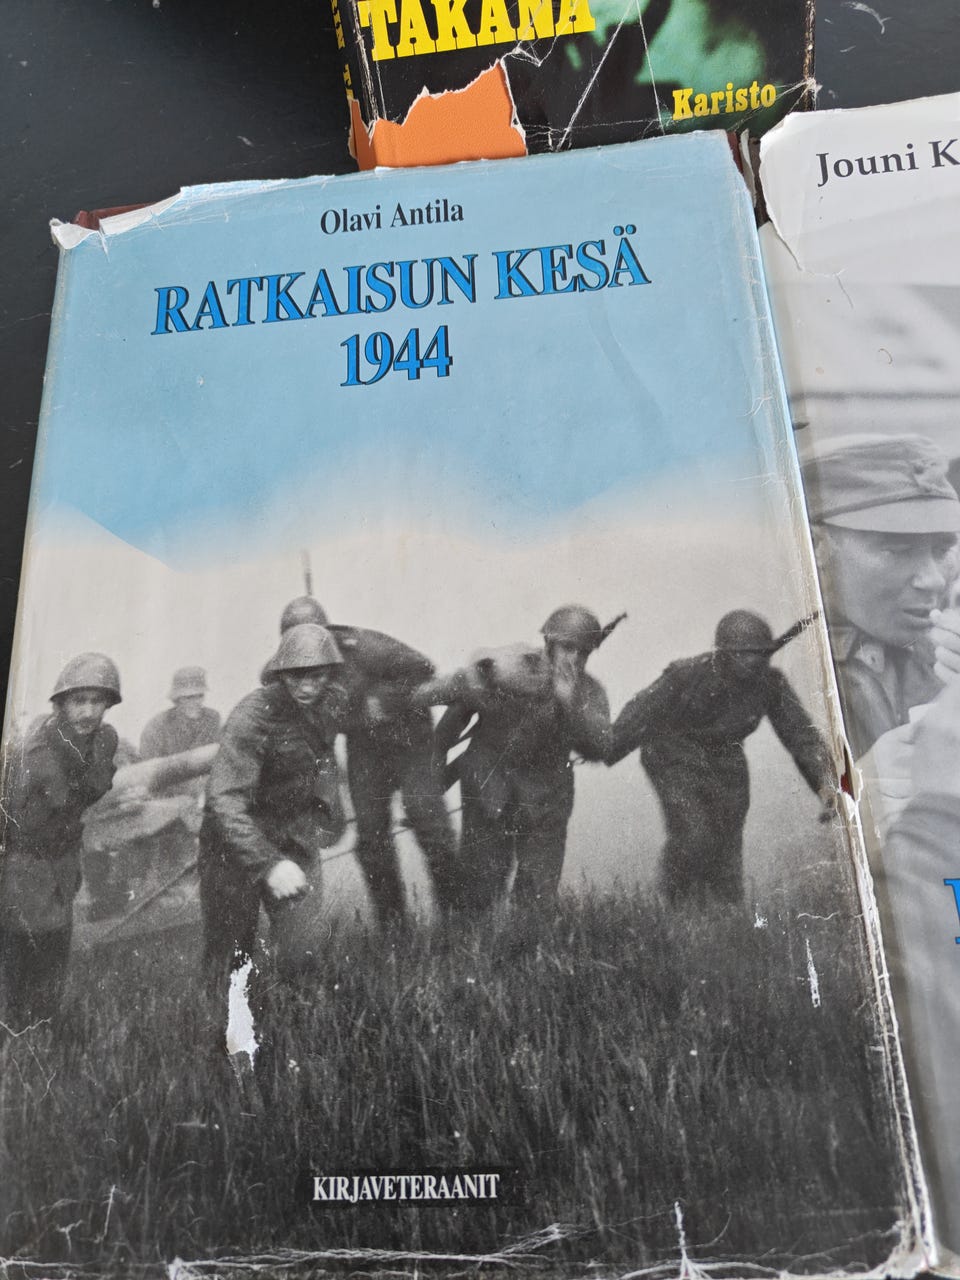 TAKANA
Karisto
Jouni K
Olavi Antila
RATKAISUN KESÄ
1944
KIRJAVETERAANIT